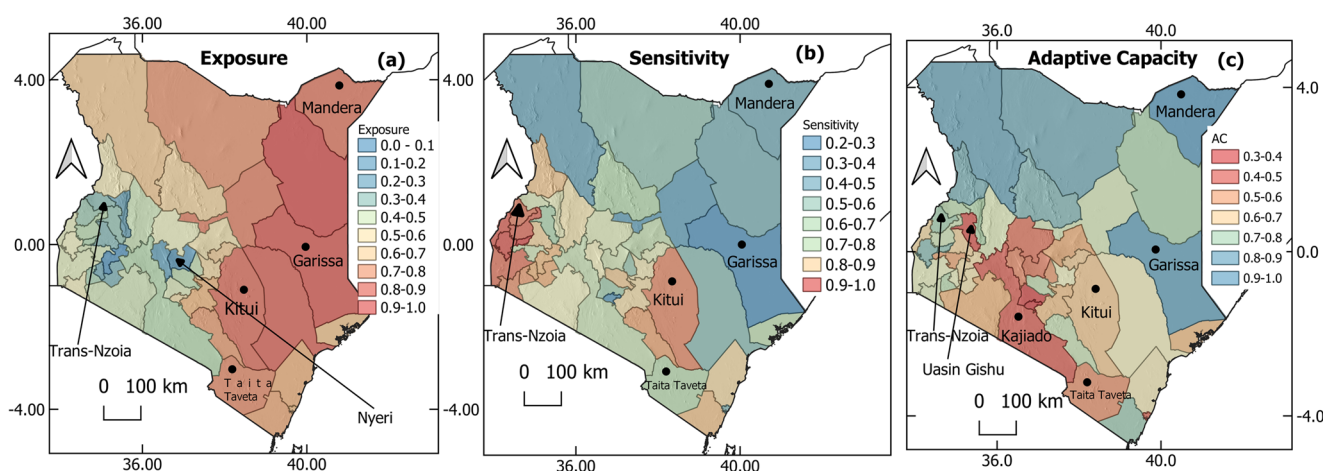 36.00
40.00
Exposure
(a)
4.00
Mandera
Exposure
0.0 - 0.1
0.1-0.2
0.2-0.3
0.3-0.4
0.4-0.5
0.5-0.6
0.6-0.7
0.7-0.8
0.8-0.9
0.9-1.0
0.00
Garissa
Kitui
Trans-Nzoia
0 100 km
Taita
Taveta
Nyeri
-4.00
36.00
40.00
40.00
Sensitivity
(b)
Mandera
Sensitivity
0.2-0.3
0.3-0.4
0.4-0.5
0.5-0.6
0.6-0.7
0.7-0.8
0.8-0.9
0.9-1.0
0.00
Garissa
Kitui
Trans-Nzoia
Taita Taveta
0 100 km
-4.00
36.00
40.00
36.0
40.0
Adaptive Capacity
(c)
4.0
Mandera
AC
0.3-0.4
0.4-0.5
0.5-0.6
0.6-0.7
0.7-0.8
0.8-0.9
0.9-1.0
0.0
Garissa
Kitui
Trans-Nzoia
Kajiado
Uasin Gishu
Taita Taveta
0 100 km
-4.0
36.0
40.0